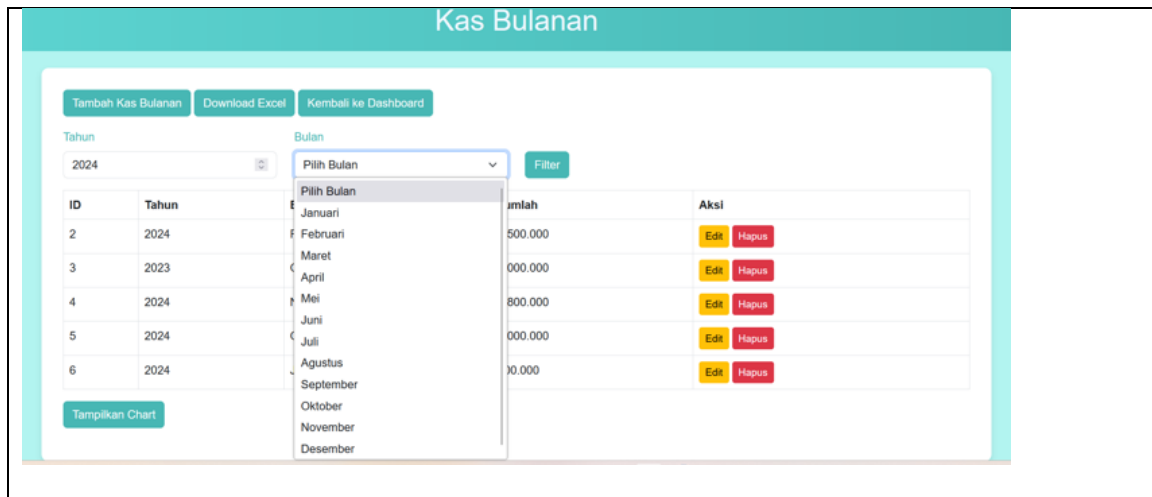 Kas Bulanan
Tambah Kas Bulanan Download Excel Kembali ke Dashboard
Tahun Bulan
2024 Pilih Bulan Filter
Pilih Bulan
Januari
Februari
Maret
April
Mei
Juni
Juli
Agustus
September
Oktober
November
Desember
ID Tahun umlah Aksi
2 2024 500.000 Edit Hapus
3 2023 000.000 Edit Hapus
4 2024 800.000 Edit Hapus
5 2024 000.000 Edit Hapus
6 2024 00.000 Edit Hapus
Tampilkan Chart